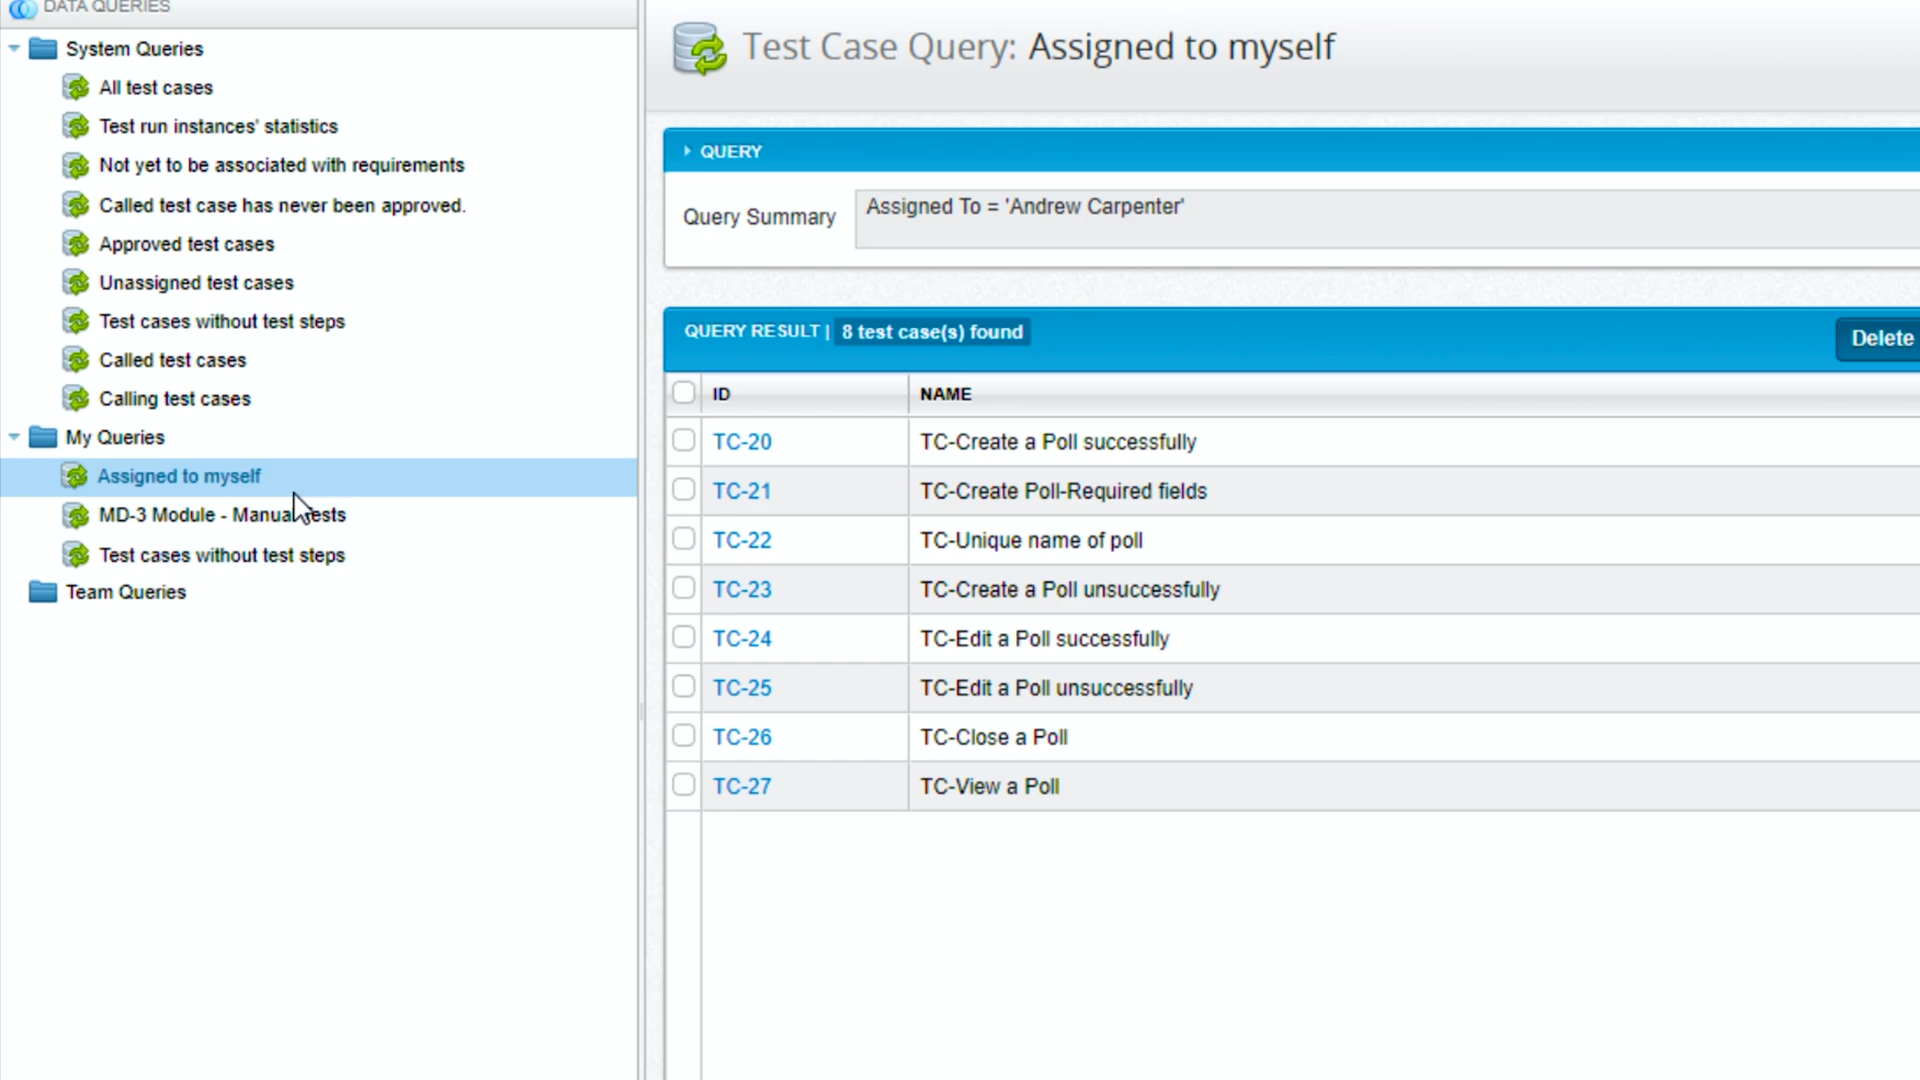 DATA QUERIES
System Queries
All test cases
Test run instances' statistics
Not yet to be associated with requirements
Called test case has never been approved.
Approved test cases
Unassigned test cases
Test cases without test steps
Called test cases
Calling test cases
My Queries
Assigned to myself
MD-3 Module - Manual Tests
Test cases without test steps
Team Queries
Test Case Query: Assigned to myself
QUERY
Query Summary
Assigned To = 'Andrew Carpenter'
QUERY RESULT | 8 test case(s) found
Delete
ID NAME
TC-20 TC-Create a Poll successfully
TC-21 TC-Create Poll-Required fields
TC-22 TC-Unique name of poll
TC-23 TC-Create a Poll unsuccessfully
TC-24 TC-Edit a Poll successfully
TC-25 TC-Edit a Poll unsuccessfully
TC-26 TC-Close a Poll
TC-27 TC-View a Poll